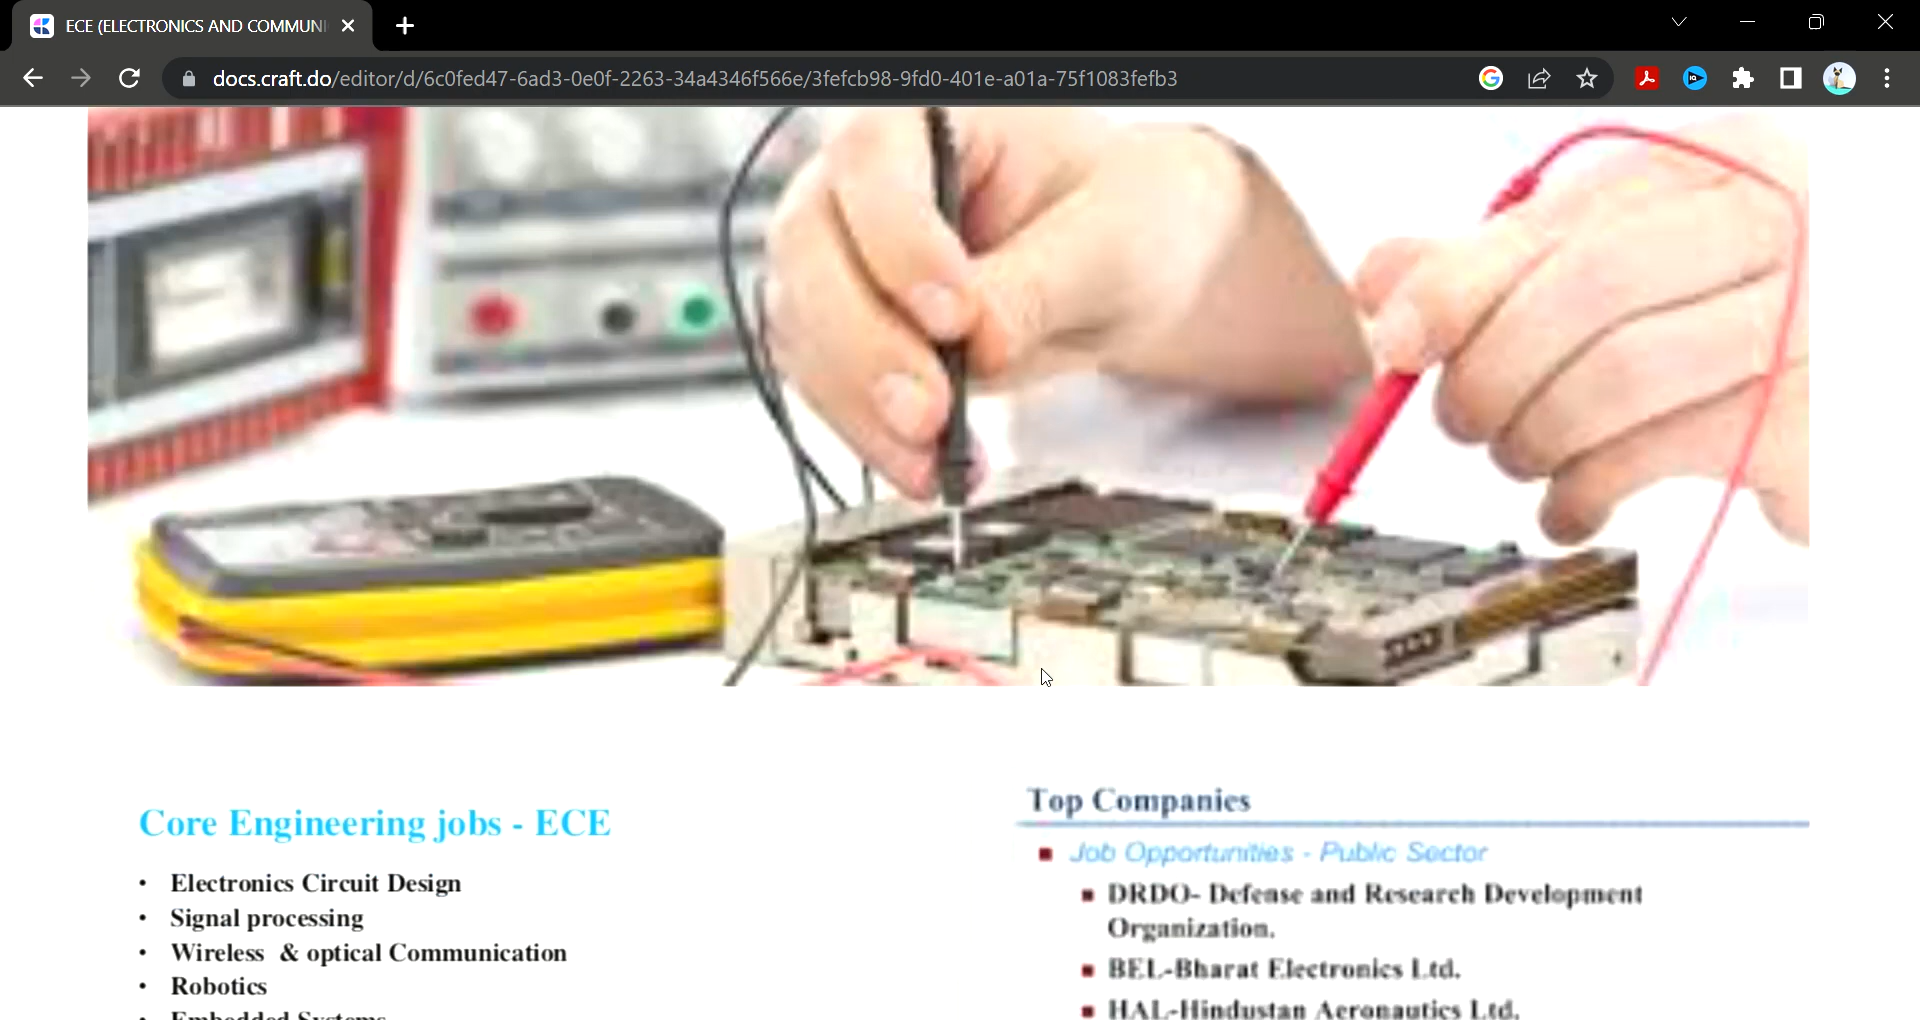 ECE (ELECTRONICS AND COMMUNI
docs.craft.do/editor/d/6c0fed47-6ad3-0e0f-2263-34a4346f566e/3fefcb98-9fd0-401e-a01a-75f1083fefb3
Core Engineering jobs - ECE
• Electronics Circuit Design
• Signal processing
• Wireless & optical Communication
• Robotics
• Embedded Systems
Top Companies
Job Opportunities - Public Sector
DRDO- Defense and Research Development
Organization.
BEL-Bharat Electronics Ltd.
HAL-Hindustan Aeronautics Ltd.